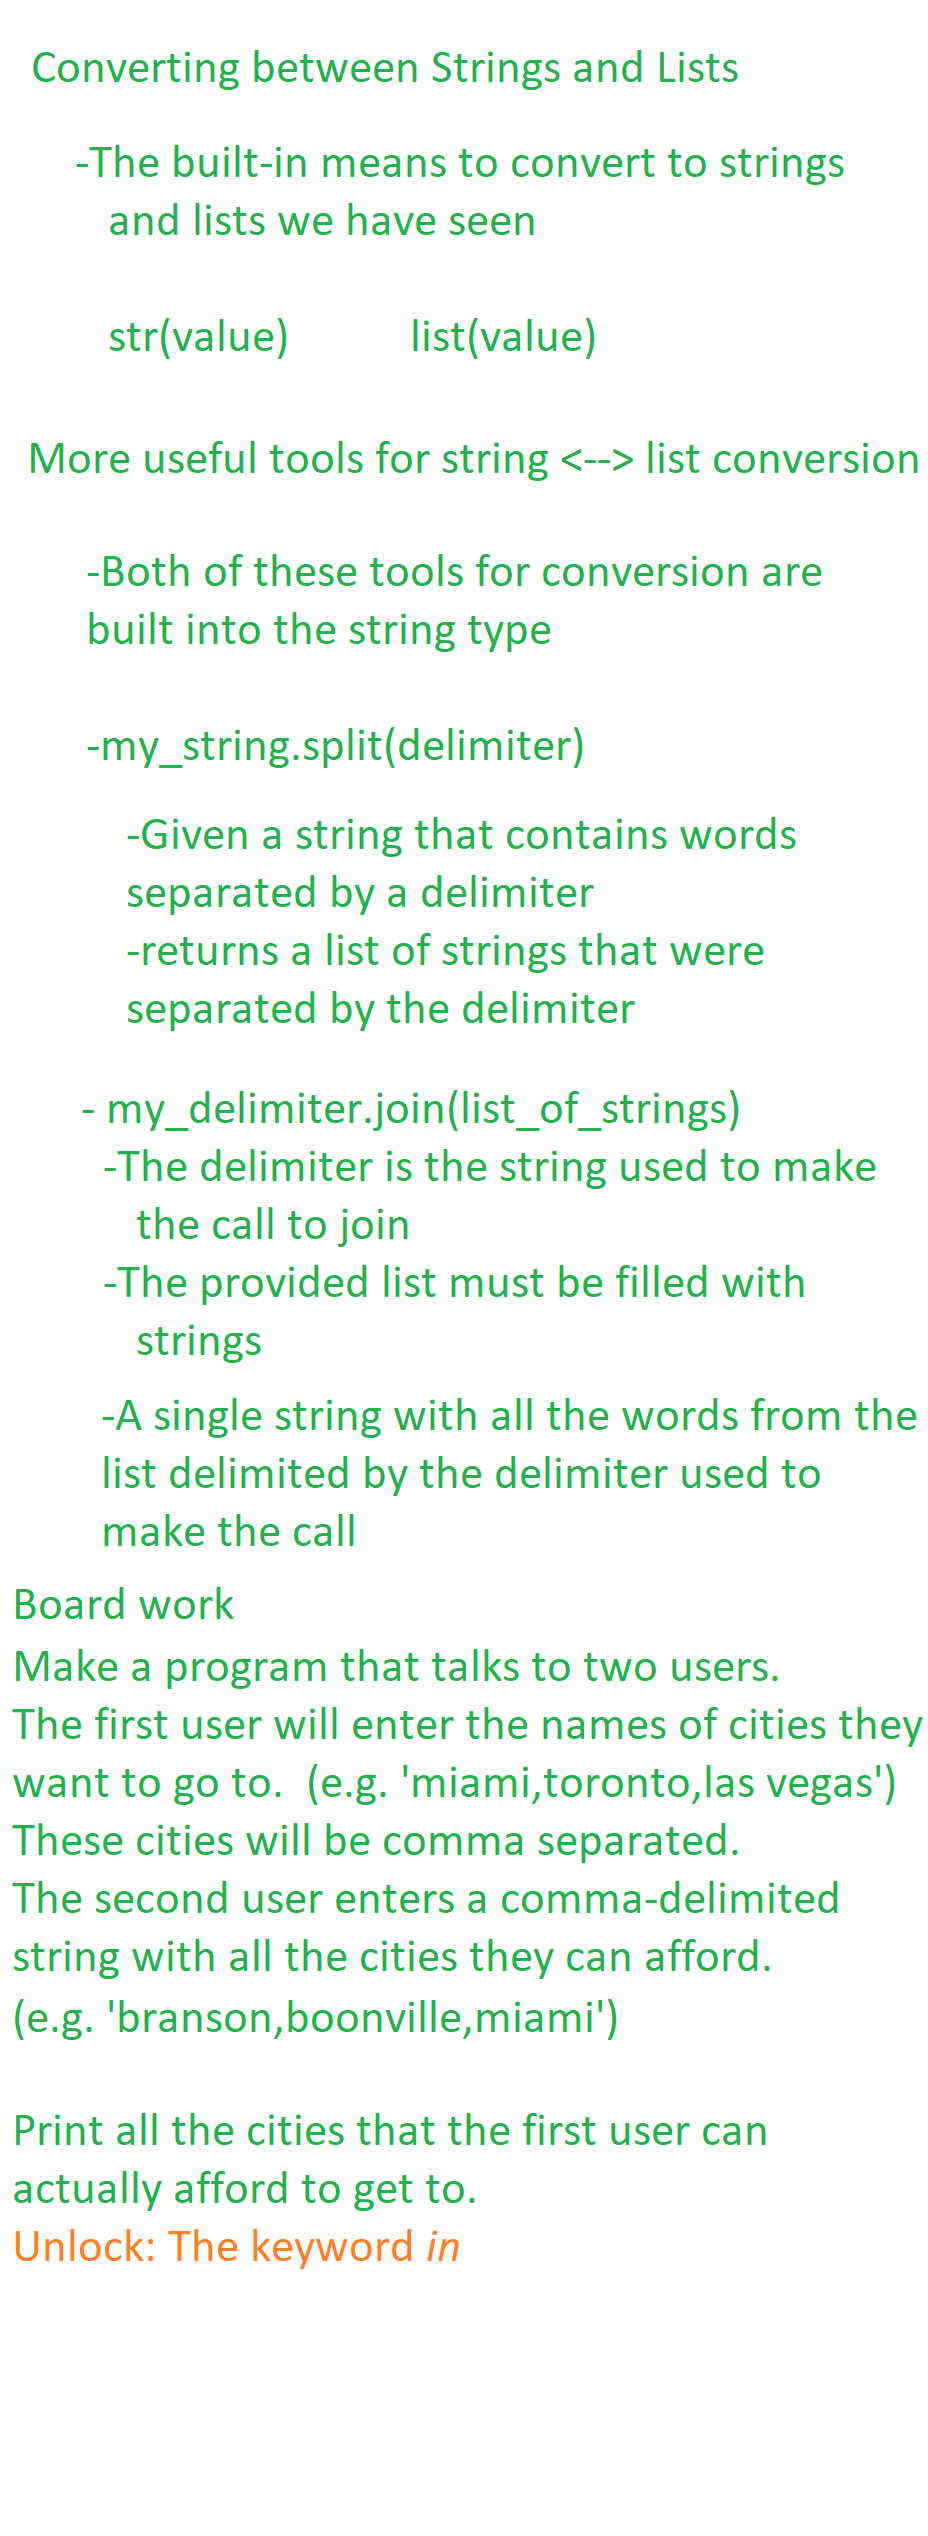 Converting between Strings and Lists
-The built-in means to convert to strings
and lists we have seen
str(value) list(value)
More useful tools for string <--> list conversion
-Both of these tools for conversion are
built into the string type
-my_string.split(delimiter)
-Given a string that contains words
separated by a delimiter
-returns a list of strings that were
separated by the delimiter
- my_delimiter.join(list_of_strings)
-The delimiter is the string used to make
the call to join
-The provided list must be filled with
strings
-A single string with all the words from the
list delimited by the delimiter used to
make the call
Board work
Make a program that talks to two users.
The first user will enter the names of cities they
want to go to.  (e.g. 'miami,toronto,las vegas')
These cities will be comma separated.
The second user enters a comma-delimited
string with all the cities they can afford.
(e.g. 'branson,boonville,miami')
Print all the cities that the first user can
actually afford to get to.
Unlock: The keyword in